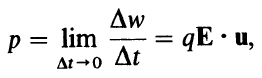 p = lim_{Δt→0} Δw/Δt = qE · u,